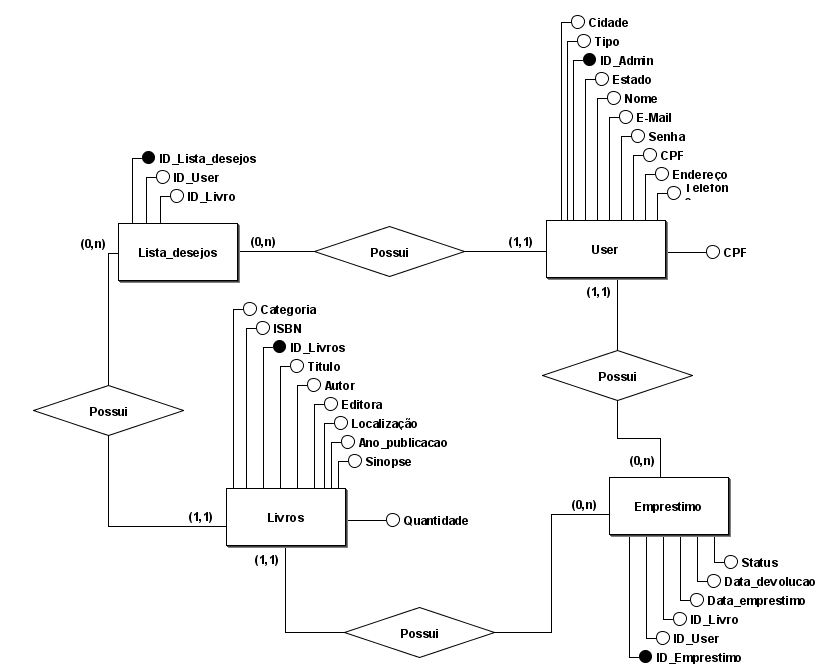 Cidade
Tipo
ID_Admin
Estado
Nome
E-Mail
Senha
CPF
Endereço
ID_Lista_desejos
ID_User
ID_Livro
(0,n)
Lista_desejos
(0,n)
Possui
(1,1)
User
CPF
(1,1)
Categoria
ISBN
ID_Livros
Titulo
Autor
Editora
Localização
Ano_publicacao
Sinopse
Possui
Possui
(0,n)
(1,1)
Livros
Quantidade
(1,1)
(0,n)
Emprestimo
Possui
Status
Data_devolucao
Data_emprestimo
ID_Livro
ID_User
ID_Emprestimo